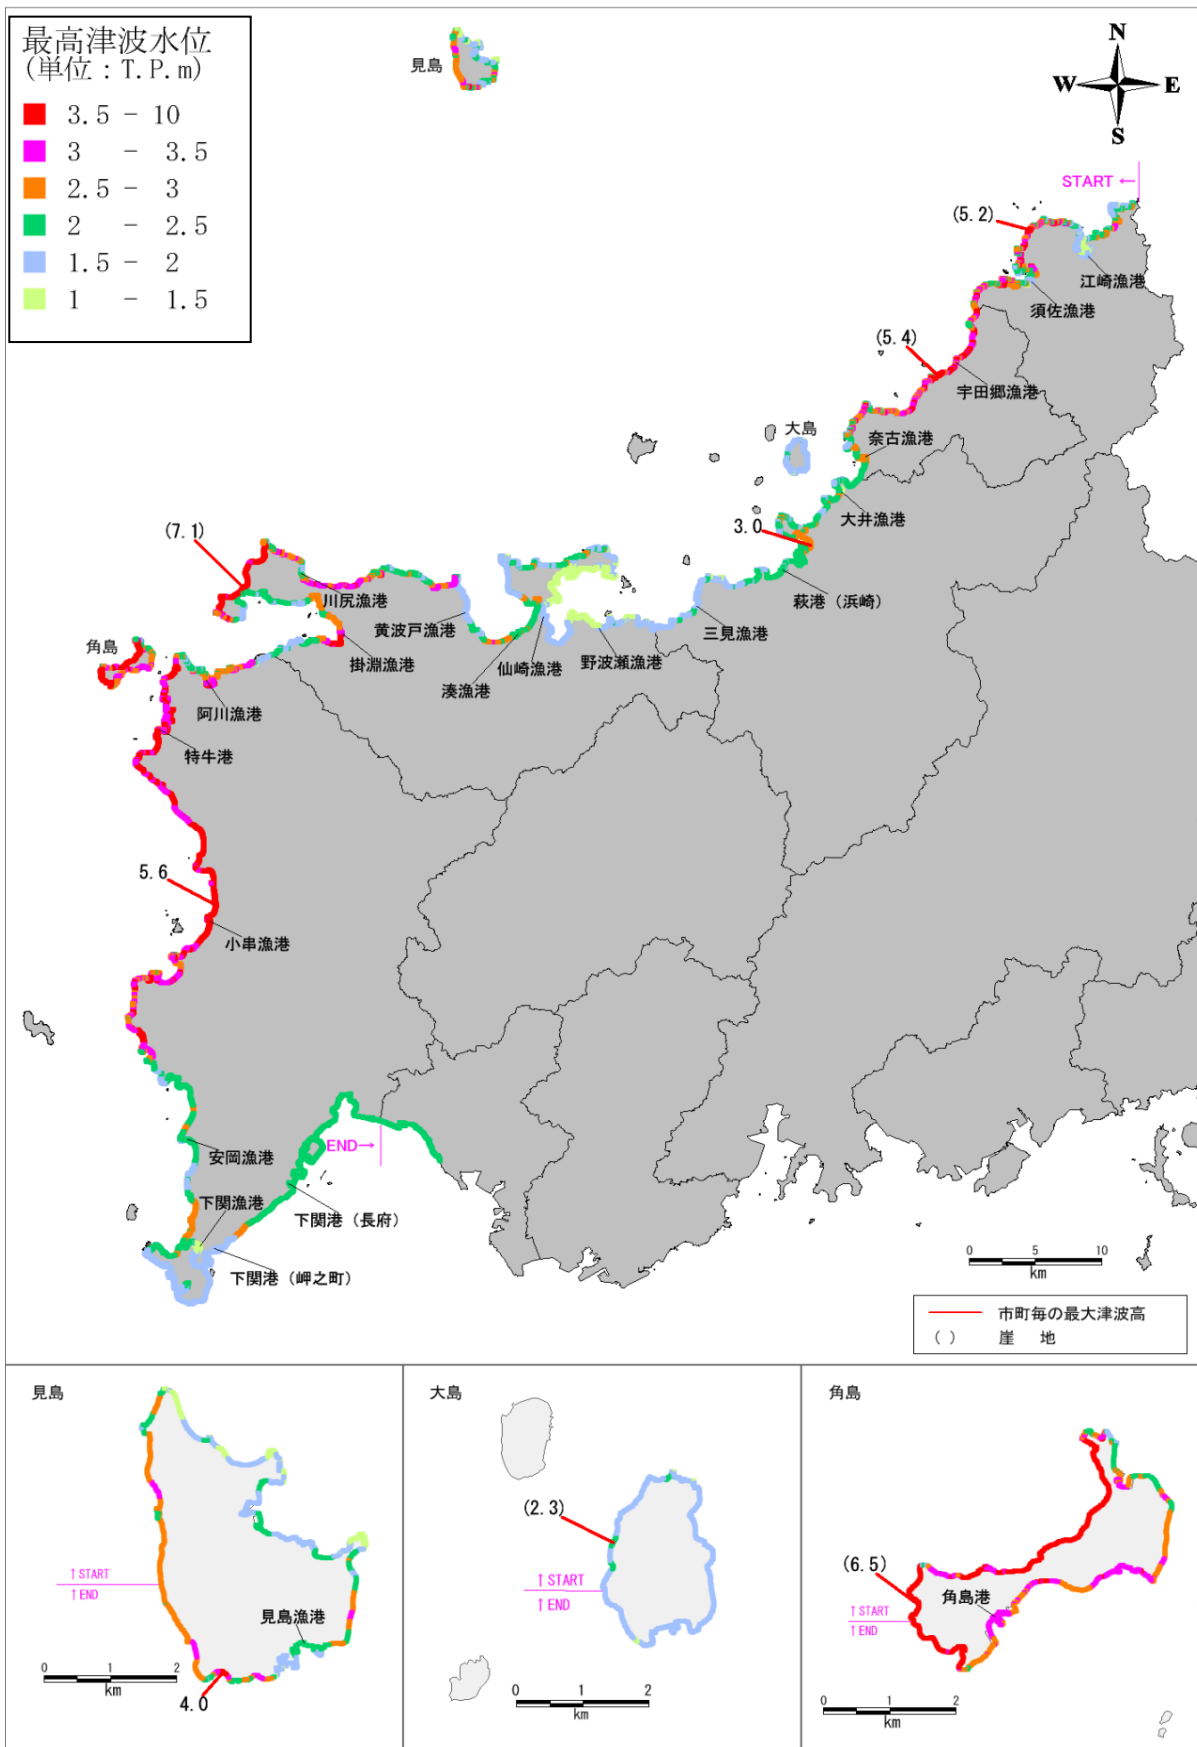 最高津波水位
(単位：T.P.m)
3.5 - 10
3 - 3.5
2.5 - 3
2 - 2.5
1.5 - 2
1 - 1.5
見島
N
W
E
S
START ←
(5.2)
江崎漁港
須佐漁港
(5.4)
宇田郷漁港
大島
奈古漁港
大井漁港
3.0
萩港（浜崎）
(7.1)
川尻漁港
黄波戸漁港
三見漁港
角島
掛淵漁港
湊漁港
仙崎漁港
野波瀬漁港
阿川漁港
特牛港
5.6
小串漁港
END→
安岡漁港
下関漁港
下関港（長府）
下関港（岬之町）
0 5 10
km
市町毎の最大津波高
( ) 崖 地
見島
↑START
↑END
見島漁港
0 1 2
km
4.0
大島
(2.3)
↑START
↑END
0 1 2
km
角島
(6.5)
角島港
↑START
↑END
0 1 2
km